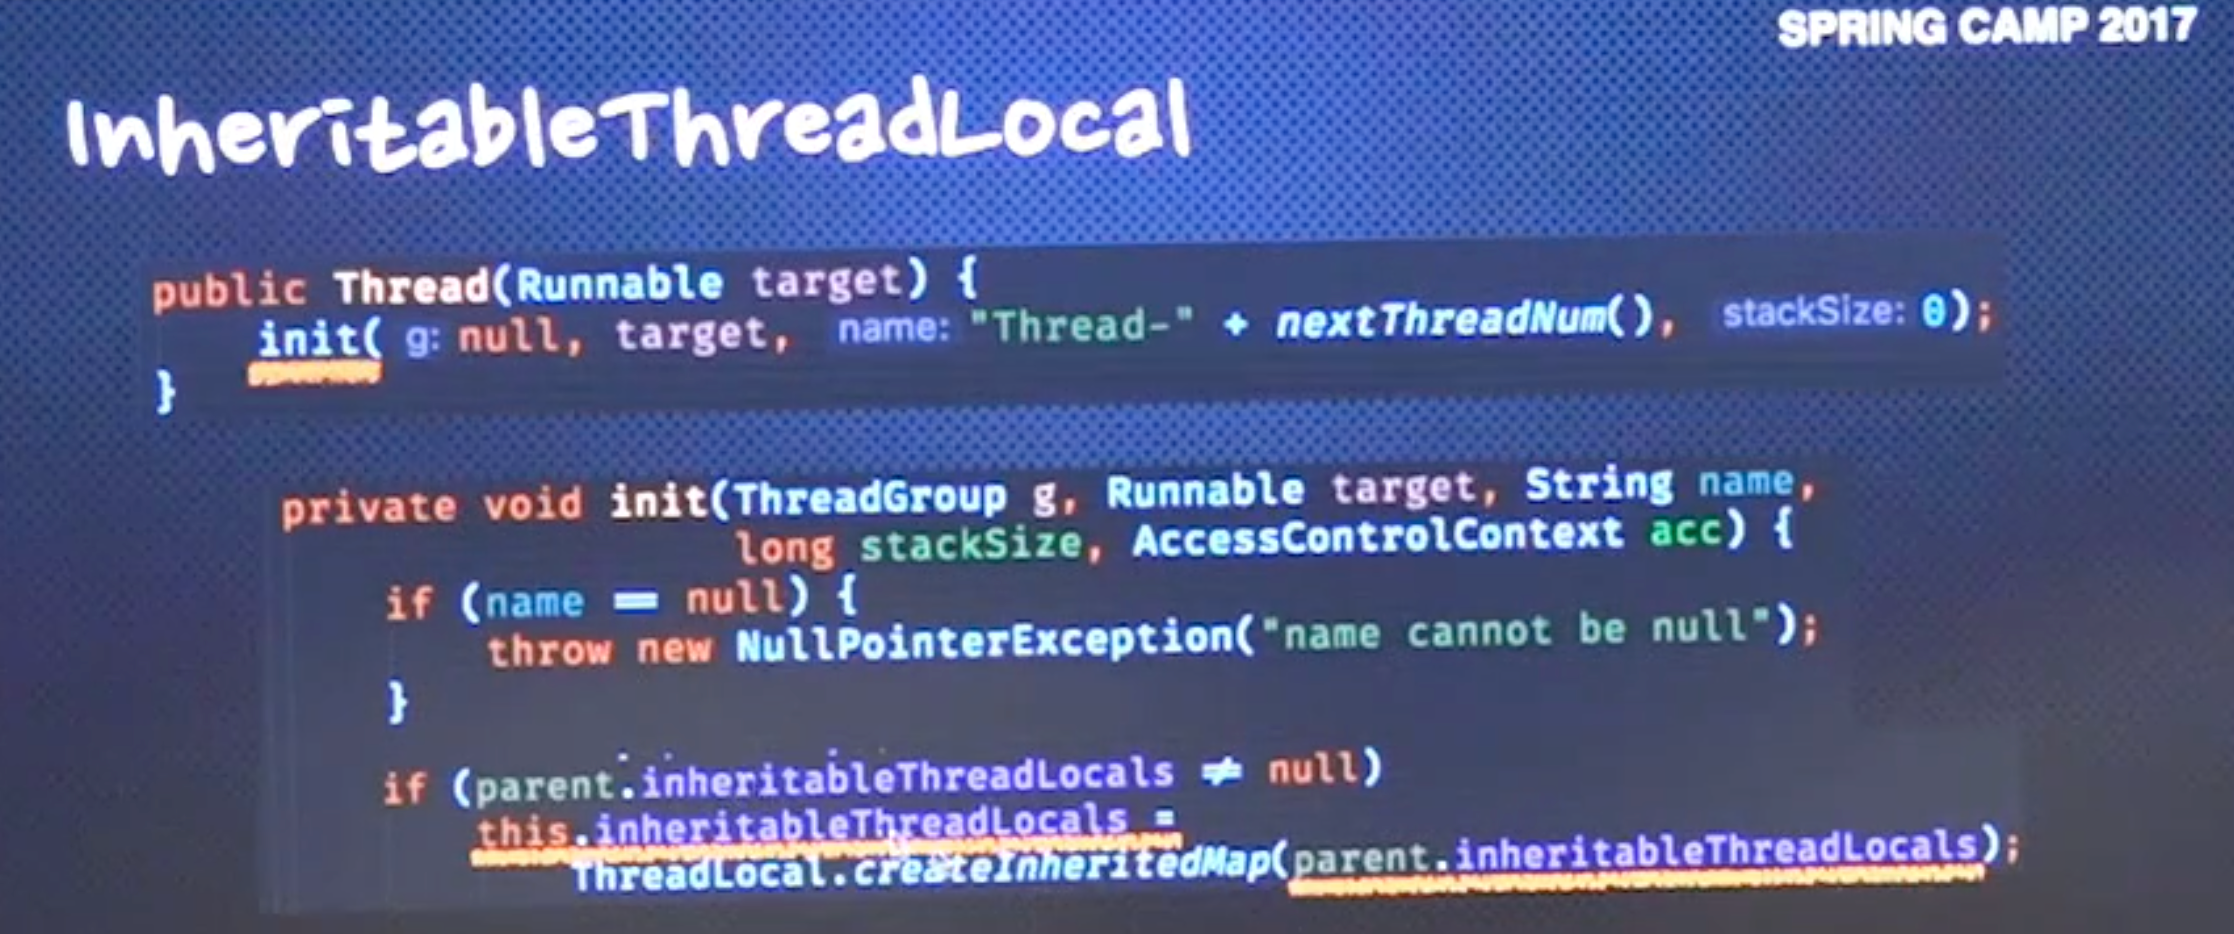 SPRING CAMP 2017
InheritableThreadLocal
public Thread(Runnable target) {
init( g: null, target, name: "Thread-" + nextThreadNum(), stackSize: 0);
}
private void init(ThreadGroup g, Runnable target, String name,
long stackSize, AccessControlContext acc) {
if (name == null) {
throw new NullPointerException("name cannot be null");
}
if (parent.inheritableThreadLocals ≠ null)
this.inheritableThreadLocals =
ThreadLocal.createInheritedMap(parent.inheritableThreadLocals);